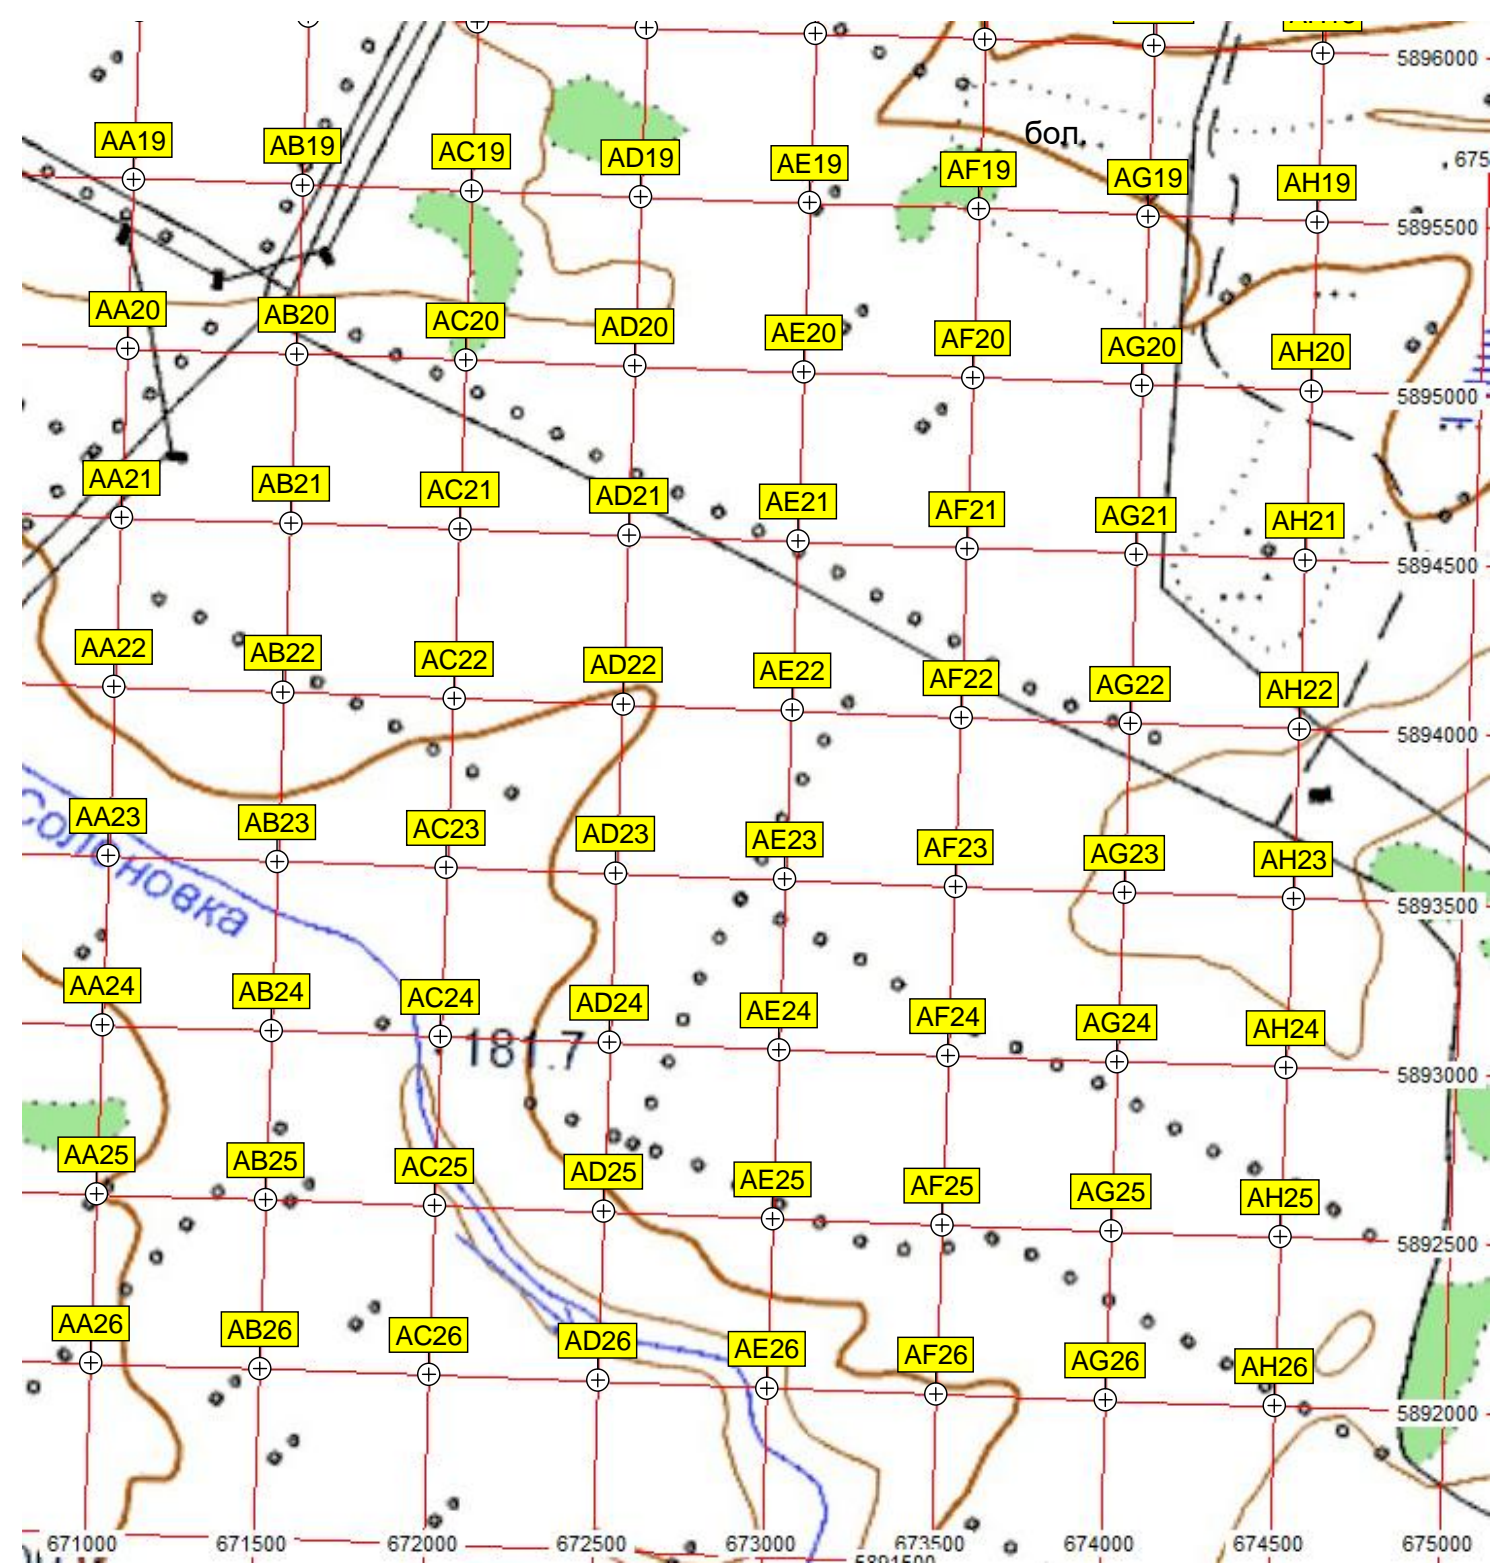 5896000
бол.
AA19 AB19 AC19 AD19 AE19 AF19 AG19 AH19
675
5895500
AA20 AB20 AC20 AD20 AE20 AF20 AG20 AH20
5895000
AA21 AB21 AC21 AD21 AE21 AF21 AG21 AH21
5894500
AA22 AB22 AC22 AD22 AE22 AF22 AG22 AH22
5894000
Солоновка
AA23 AB23 AC23 AD23 AE23 AF23 AG23 AH23
5893500
AA24 AB24 AC24 AD24 AE24 AF24 AG24 AH24
181.7
5893000
AA25 AB25 AC25 AD25 AE25 AF25 AG25 AH25
5892500
AA26 AB26 AC26 AD26 AE26 AF26 AG26 AH26
5892000
671000 671500 672000 672500 673000 673500 674000 674500 675000
5891500